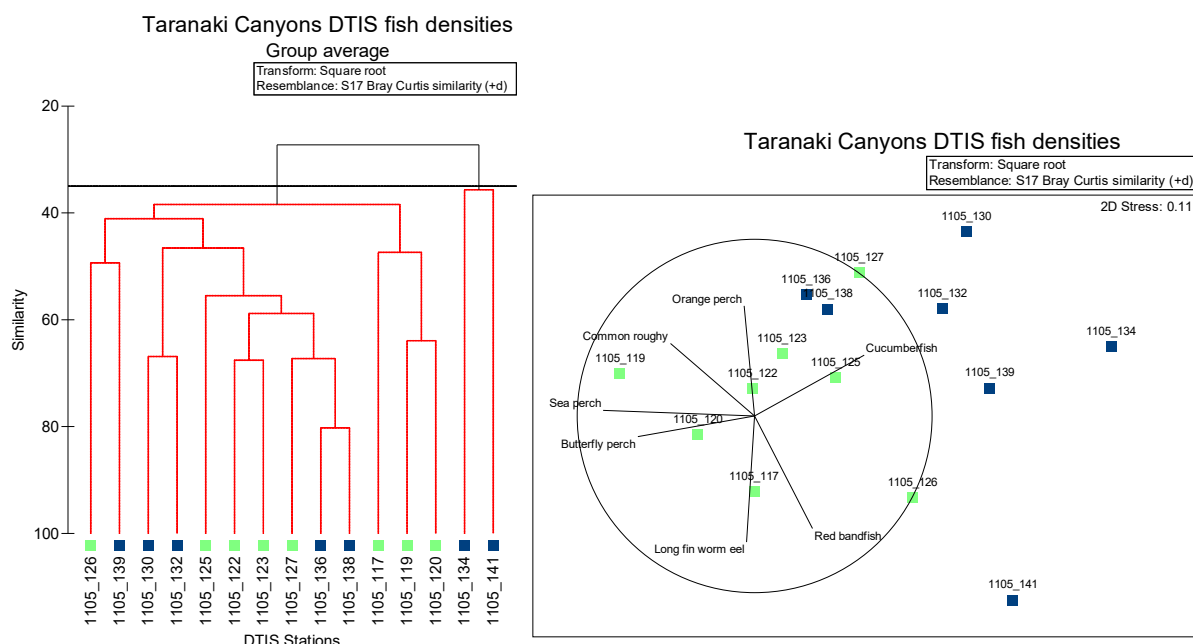 Taranaki Canyons DTIS fish densities
Group average
Transform: Square root
Resemblance: S17 Bray Curtis similarity (+d)
20
40
60
80
100
Similarity
1105_126
1105_139
1105_130
1105_132
1105_125
1105_122
1105_123
1105_127
1105_136
1105_138
1105_117
1105_119
1105_120
1105_134
1105_141
DTIS Stations
Taranaki Canyons DTIS fish densities
Transform: Square root
Resemblance: S17 Bray Curtis similarity (+d)
2D Stress: 0.11
1105_130
1105_127
1105_136
1105_138
1105_132
Orange perch
1105_134
Common roughy
1105_123
Cucumberfish
1105_119
1105_125
1105_122
1105_139
Sea perch
1105_120
Butterfly perch
1105_117
1105_126
Red bandfish
Long fin worm eel
1105_141